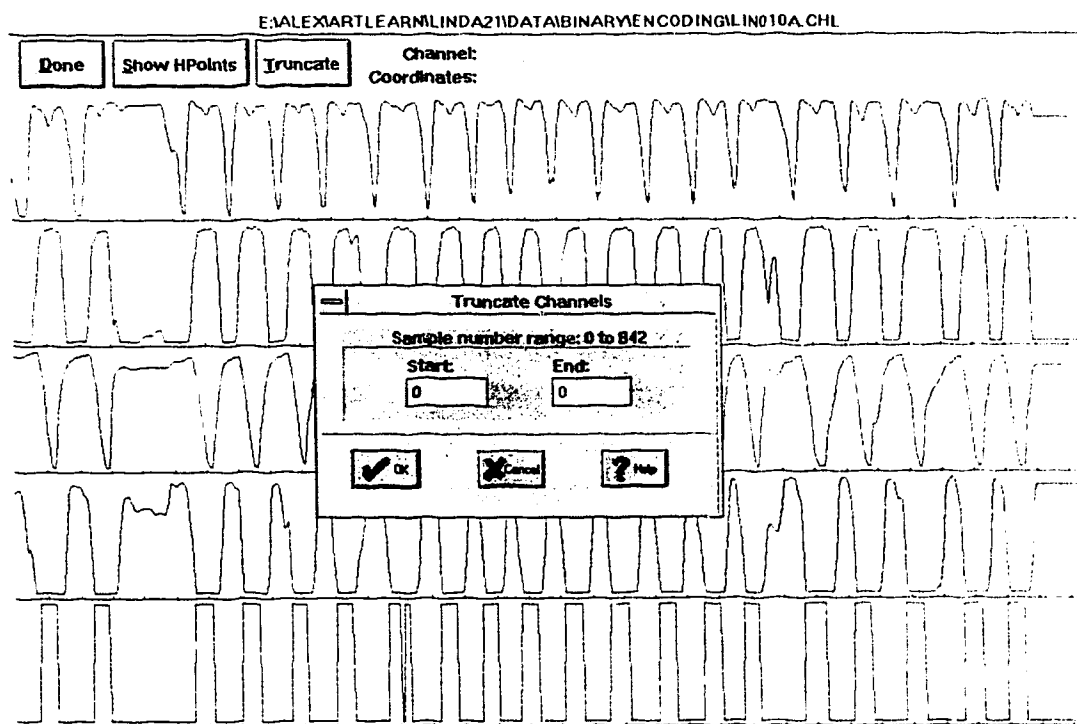 E:\ALEX\ARTLEARN\LINDA21\DATA\BINARY\ENCODING\LIN010A.CHL
Done Show HPoints Truncate Channel:
Coordinates:
Truncate Channels
Sample number range: 0 to 842
Start: End:
0 0
OK Cancel Help